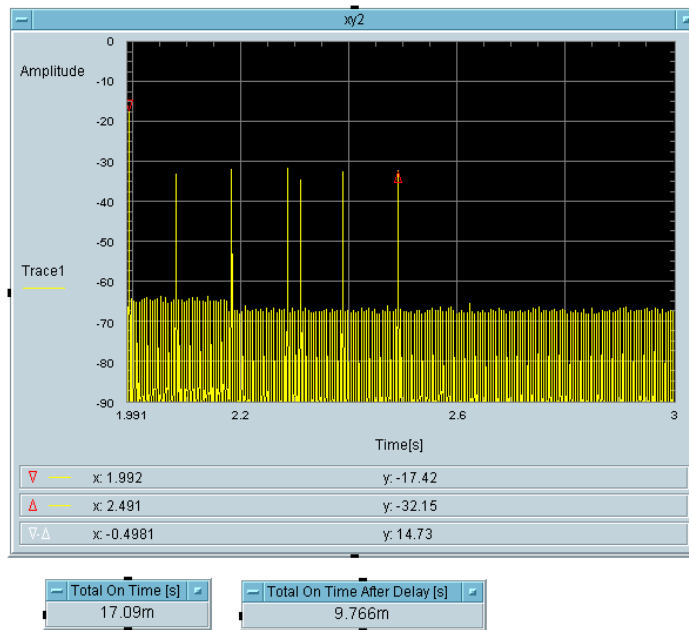 xy2
Amplitude
0
-10
-20
-30
-40
-50
-60
-70
-80
-90
Trace1
1.991 2.2 2.6 3
Time[s]
x: 1.992 y: -17.42
x: 2.491 y: -32.15
x: -0.4981 y: 14.73
Total On Time [s] Total On Time After Delay [s]
17.09m 9.766m